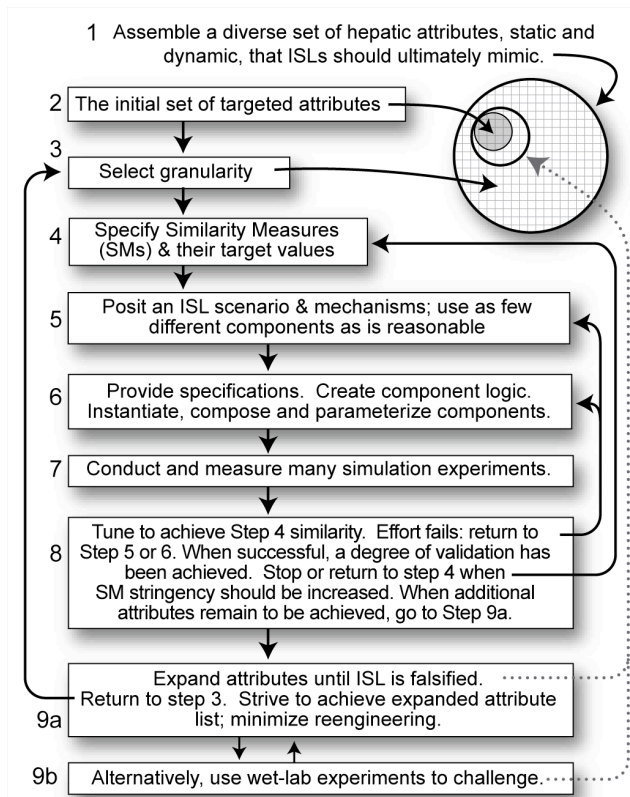 1 Assemble a diverse set of hepatic attributes, static and
dynamic, that ISLs should ultimately mimic.
2 The initial set of targeted attributes
3
Select granularity
4 Specify Similarity Measures
(SMs) & their target values
5 Posit an ISL scenario & mechanisms; use as few
different components as is reasonable
6 Provide specifications. Create component logic.
Instantiate, compose and parameterize components.
7 Conduct and measure many simulation experiments.
8 Tune to achieve Step 4 similarity. Effort fails: return to
Step 5 or 6. When successful, a degree of validation has
been achieved. Stop or return to step 4 when
SM stringency should be increased. When additional
attributes remain to be achieved, go to Step 9a.
Expand attributes until ISL is falsified.
Return to step 3. Strive to achieve expanded attribute
9a list; minimize reengineering.
9b Alternatively, use wet-lab experiments to challenge.